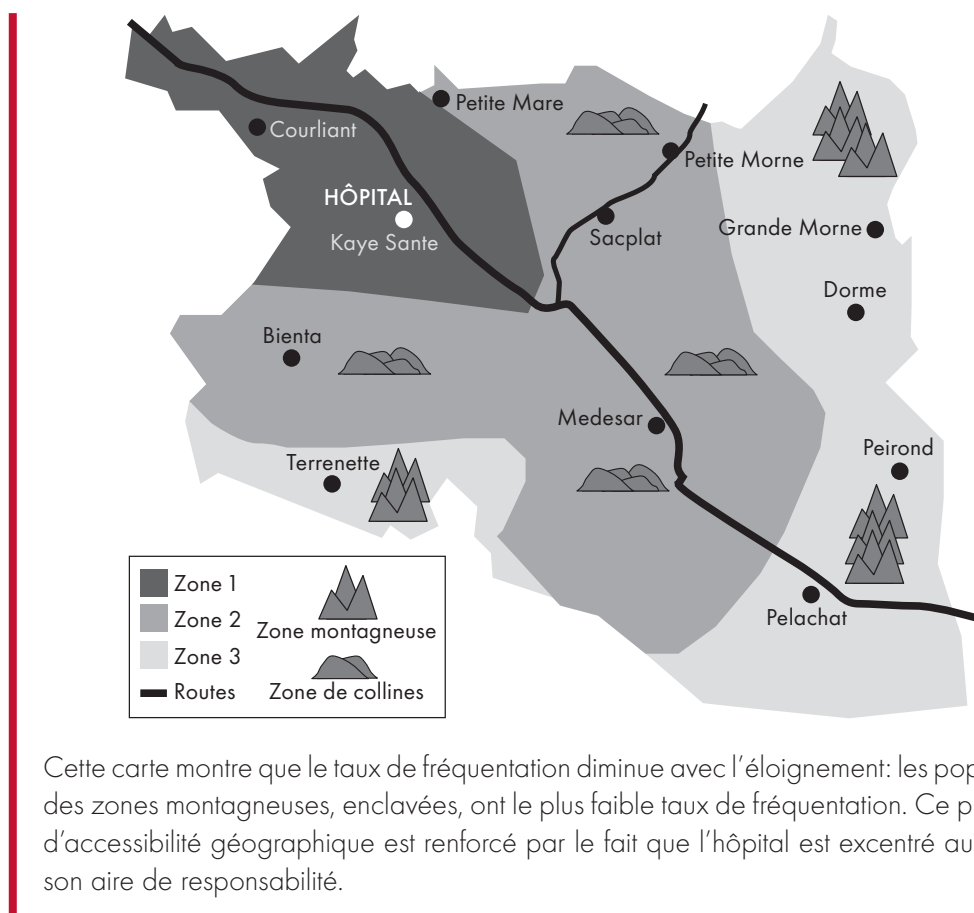 Petite Mare
Courliant
Petite Morne
HÔPITAL
Kaye Sante
Sacplat
Grande Morne
Dorme
Bienta
Medesar
Terrenette
Peirond
Pelachat
Zone 1
Zone 2
Zone 3
Routes
Zone montagneuse
Zone de collines
Cette carte montre que le taux de fréquentation diminue avec l'éloignement: les pop
des zones montagneuses, enclavées, ont le plus faible taux de fréquentation. Ce p
d'accessibilité géographique est renforcé par le fait que l'hôpital est excentré au
son aire de responsabilité.